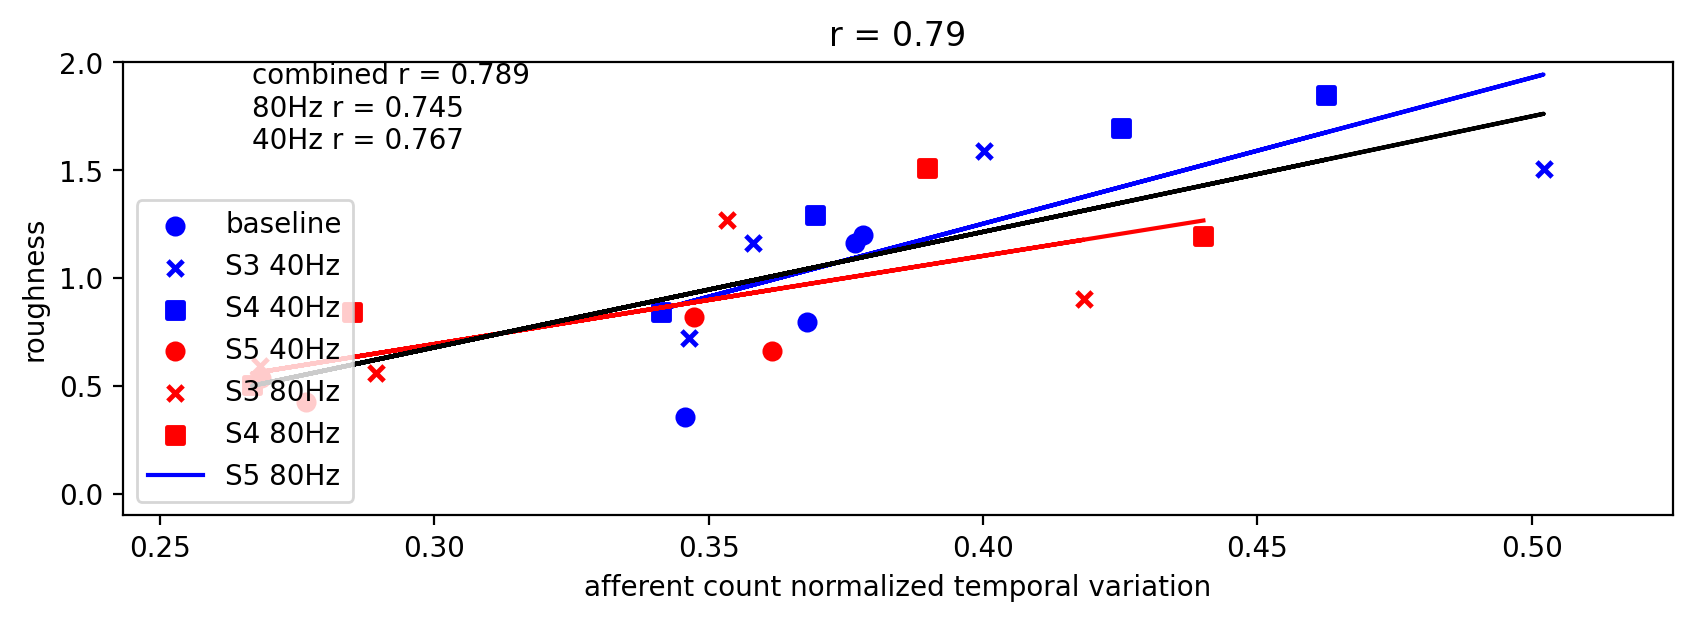 r = 0.79
combined r = 0.789
80Hz r = 0.745
40Hz r = 0.767
2.0
1.5
1.0
0.5
0.0
roughness
baseline
S3 40Hz
S4 40Hz
S5 40Hz
S3 80Hz
S4 80Hz
S5 80Hz
0.25 0.30 0.35 0.40 0.45 0.50
afferent count normalized temporal variation